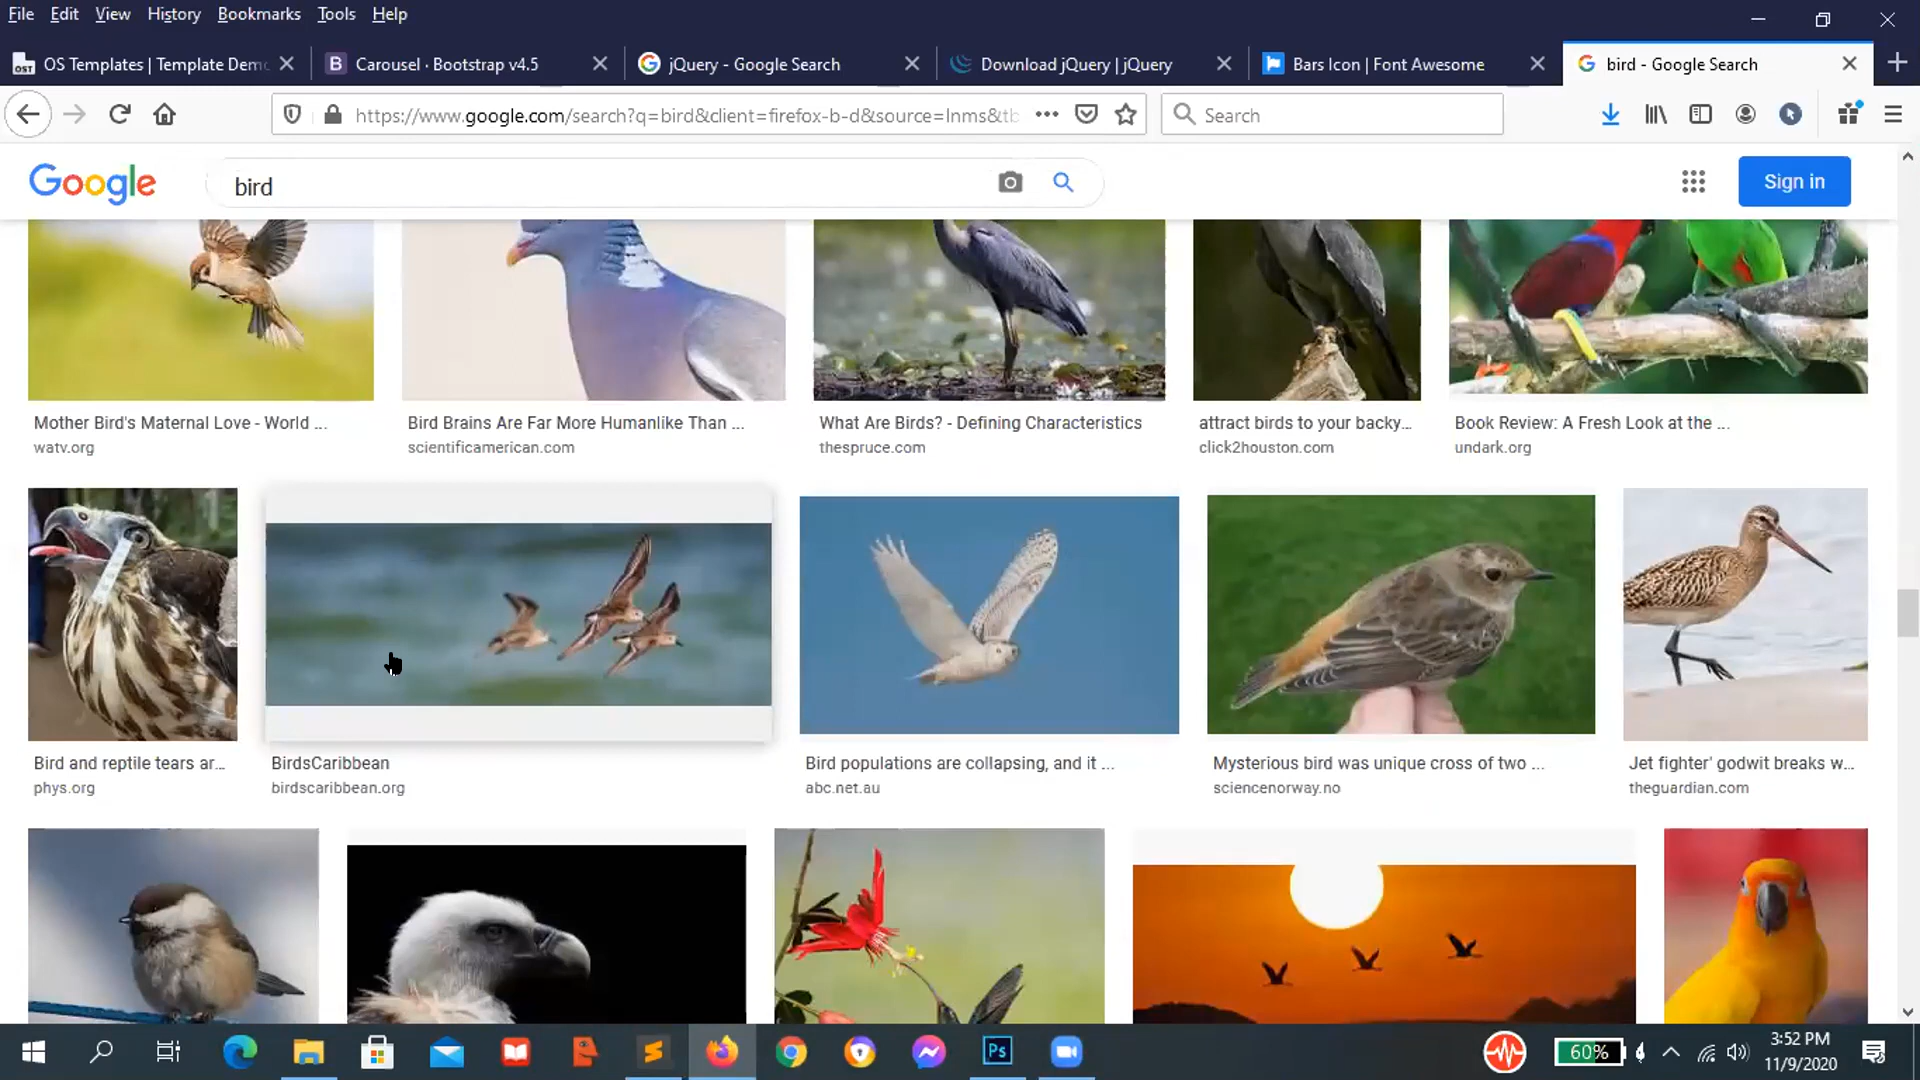 File Edit View History Bookmarks Tools Help
OST OS Templates | Template Demo
B Carousel · Bootstrap v4.5
jQuery - Google Search
Download jQuery | jQuery
Bars Icon | Font Awesome
bird - Google Search
https://www.google.com/search?q=bird&client=firefox-b-d&source=lnms&tb
Search
Google
bird
Sign in
Mother Bird's Maternal Love - World ...
watv.org
Bird Brains Are Far More Humanlike Than ...
scientificamerican.com
What Are Birds? - Defining Characteristics
thespruce.com
attract birds to your backy...
click2houston.com
Book Review: A Fresh Look at the ...
undark.org
Bird and reptile tears ar...
phys.org
BirdsCaribbean
birdscaribbean.org
Bird populations are collapsing, and it ...
abc.net.au
Mysterious bird was unique cross of two ...
sciencenorway.no
Jet fighter' godwit breaks w...
theguardian.com
Ps
60%
3:52 PM
11/9/2020